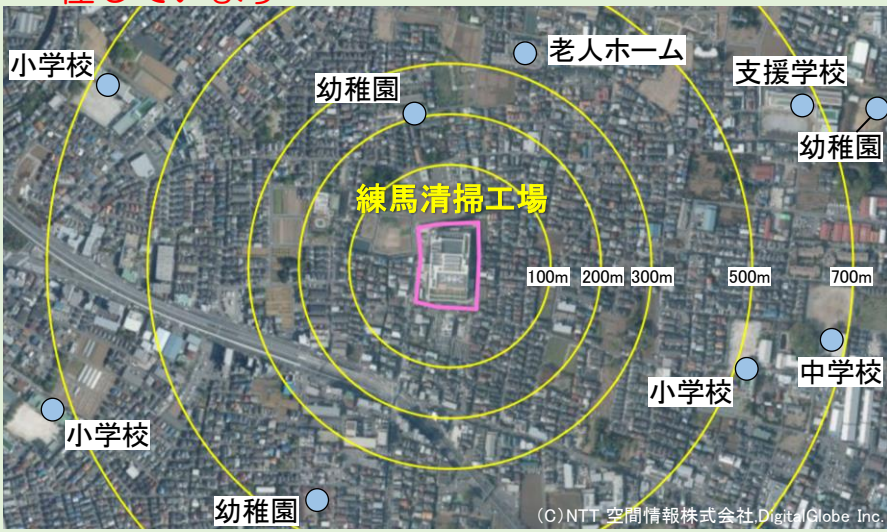 小学校
老人ホーム
幼稚園
支援学校
幼稚園
練馬清掃工場
100m 200m 300m 500m 700m
中学校
小学校
小学校
幼稚園
(C)NTT 空間情報株式会社,DigitalGlobe Inc